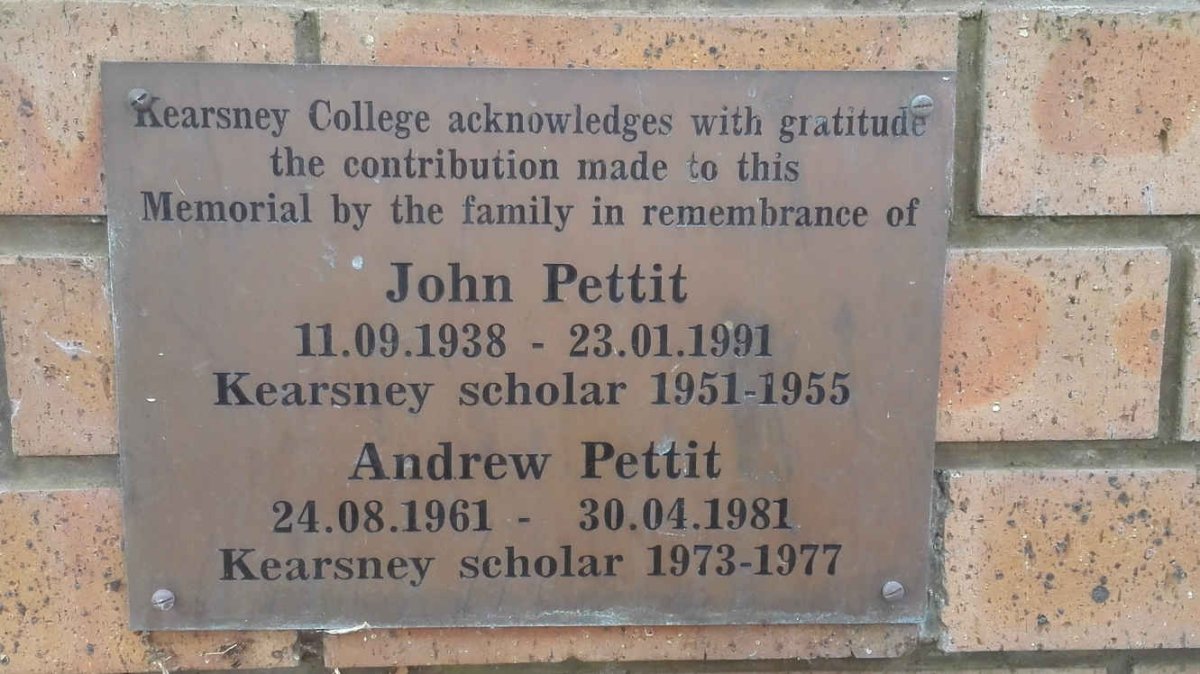 Kearsney College acknowledges with gratitude
the contribution made to this
Memorial by the family in remembrance of
John Pettit
11.09.1938 - 23.01.1991
Kearsney scholar 1951-1955
Andrew Pettit
24.08.1961 - 30.04.1981
Kearsney scholar 1973-1977